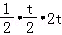 1/2 • t/2 • 2t